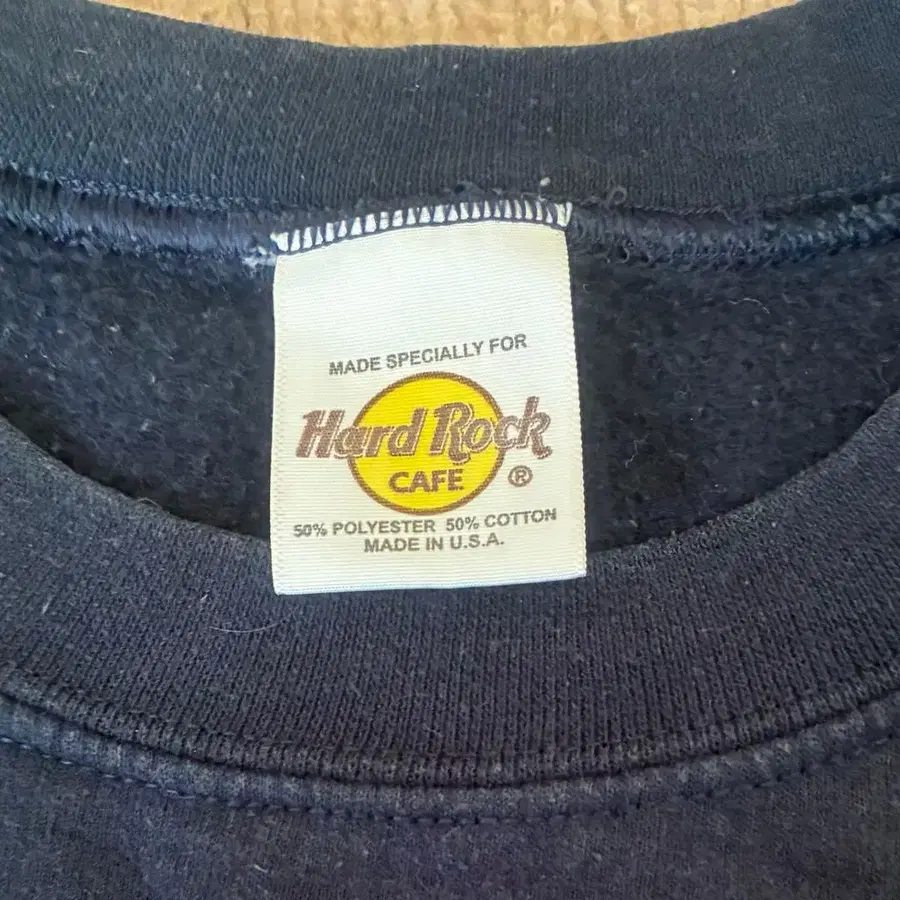 MADE SPECIALLY FOR
Hard Rock
CAFE ®
50% POLYESTER 50% COTTON
MADE IN U.S.A.